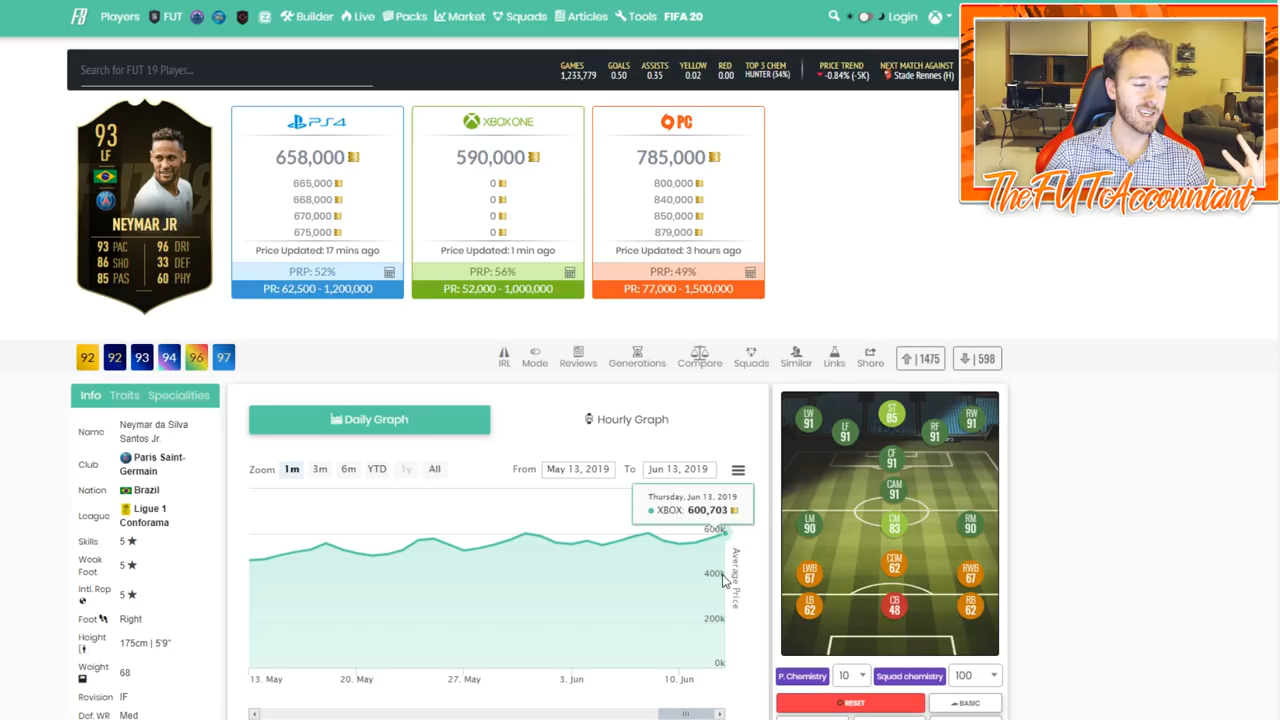 F8 Players FUT Builder Live Packs Market Squads Articles Tools FIFA 20 Login
Search for FUT 19 Player...
GAMES GOALS ASSISTS YELLOW RED TOP 3 CHEM PRICE TREND NEXT MATCH AGAINST
1,233,779 0.50 0.35 0.02 0.00 HUNTER (34%) -0.84% (-5K) Stade Rennes (H)
TheFUTAccountant
93
LF
NEYMAR JR
93 PAC 96 DRI
86 SHO 33 DEF
85 PAS 60 PHY
PS4
658,000
665,000
668,000
670,000
675,000
Price Updated: 17 mins ago
PRP: 52%
PR: 62,500 - 1,200,000
XBOX ONE
590,000
0
0
0
0
Price Updated: 1 min ago
PRP: 56%
PR: 52,000 - 1,000,000
PC
785,000
800,000
840,000
850,000
879,000
Price Updated: 3 hours ago
PRP: 49%
PR: 77,000 - 1,500,000
92 92 93 94 96 97
IRL Mode Reviews Generations Compare Squads Similar Links Share 1475 598
Info Traits Specialities
Name Neymar da Silva Santos Jr.
Club Paris Saint-Germain
Nation Brazil
League Ligue 1 Conforama
Skills 5★
Weak Foot 5★
Intl. Rep 5★
Foot Right
Height 175cm | 5'9"
Weight 68
Revision IF
Def. WR Med
Daily Graph Hourly Graph
Zoom 1m 3m 6m YTD 1y All From May 13, 2019 To Jun 13, 2019
Thursday, Jun 13, 2019
XBOX: 600,703
600k
400k
200k
0k
Average Price
13. May 20. May 27. May 3. Jun 10. Jun
ST 85
LW 91 RW 91
LF 91 RF 91
CF 91
CAM 91
LM 90 CM 83 RM 90
CDM 62
LWB 67 RWB 67
LB 62 CB 48 RB 62
P. Chemistry 10 Squad chemistry 100
RESET BASIC